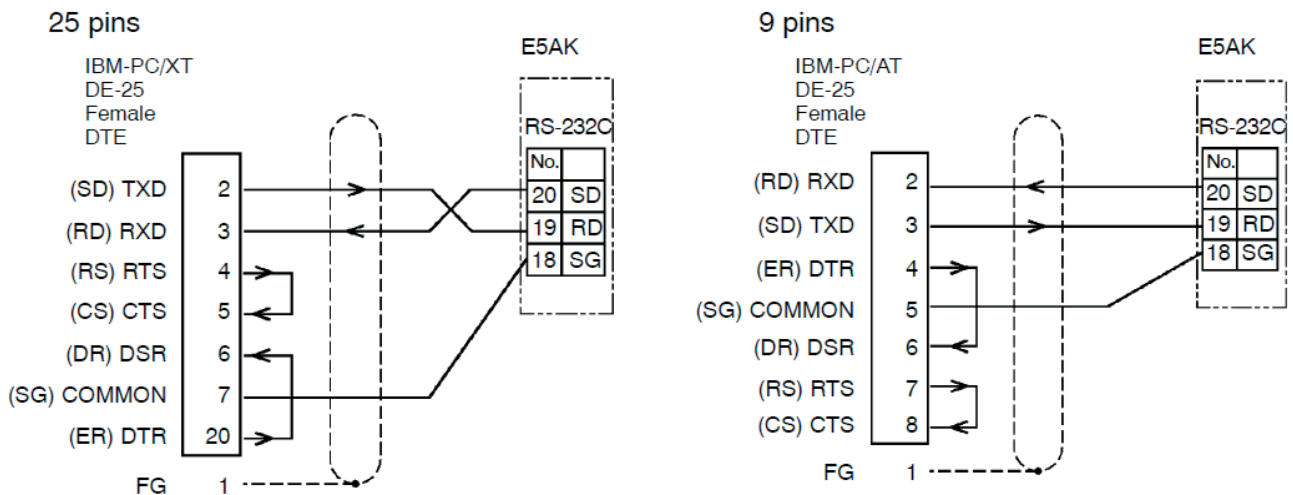 25 pins
IBM-PC/XT
DE-25
Female
DTE
E5AK
RS-232C
No.
(SD) TXD 2
20 SD
(RD) RXD 3
19 RD
(RS) RTS 4
18 SG
(CS) CTS 5
(DR) DSR 6
(SG) COMMON 7
(ER) DTR 20
FG 1
9 pins
IBM-PC/AT
DE-25
Female
DTE
E5AK
RS-232C
No.
(RD) RXD 2
20 SD
(SD) TXD 3
19 RD
18 SG
(ER) DTR 4
(SG) COMMON 5
(DR) DSR 6
(RS) RTS 7
(CS) CTS 8
FG 1